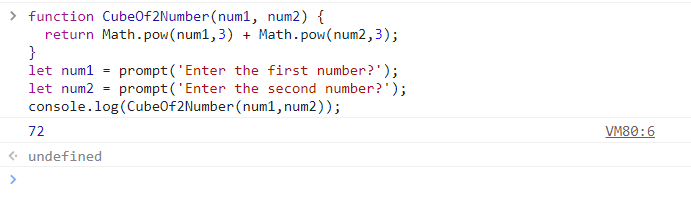 function CubeOf2Number(num1, num2) {
return Math.pow(num1,3) + Math.pow(num2,3);
}
let num1 = prompt('Enter the first number?');
let num2 = prompt('Enter the second number?');
console.log(CubeOf2Number(num1,num2));
72 VM80:6
undefined